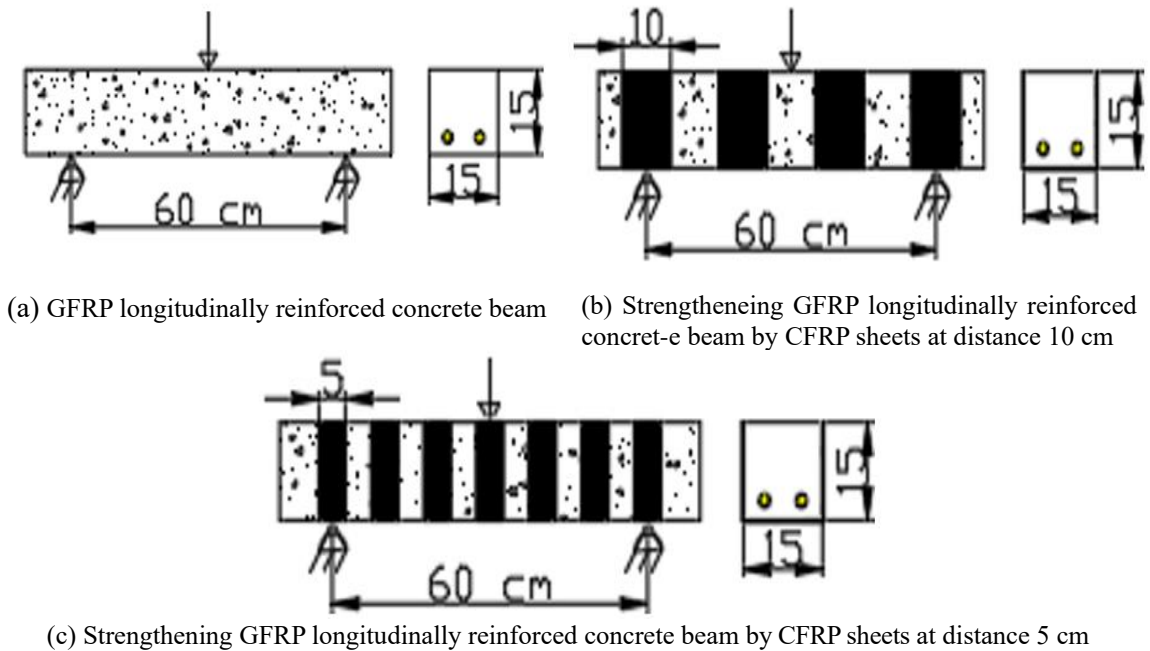 15
15
60 cm
10
15
15
60 cm
(a) GFRP longitudinally reinforced concrete beam
(b) Strengtheneing GFRP longitudinally reinforced
concret-e beam by CFRP sheets at distance 10 cm
5
15
15
60 cm
(c) Strengthening GFRP longitudinally reinforced concrete beam by CFRP sheets at distance 5 cm